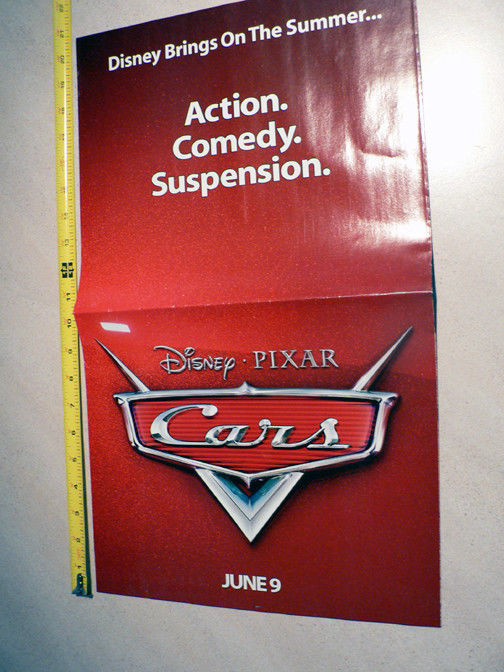 Disney Brings On The Summer...
Action.
Comedy.
Suspension.
Disney · PIXAR
Cars
JUNE 9